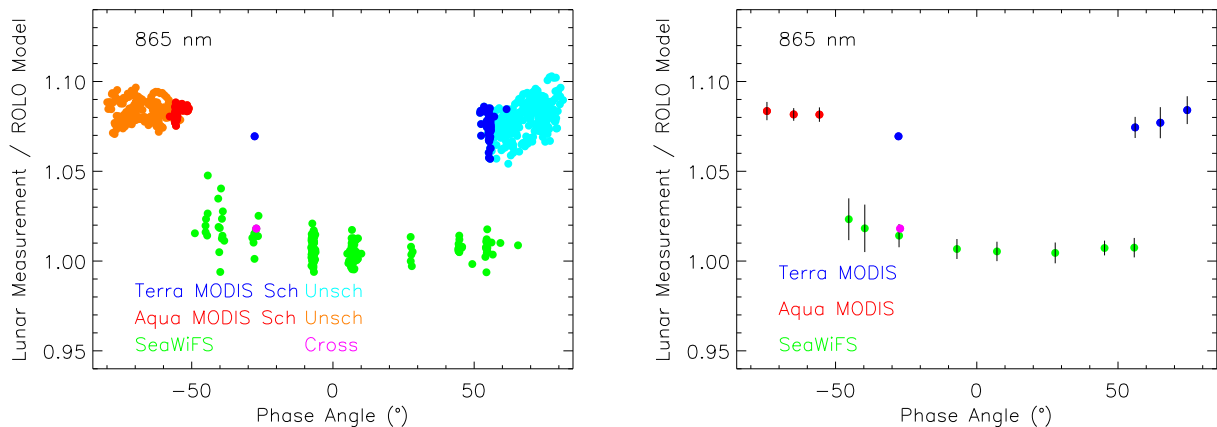 865 nm
Lunar Measurement / ROLO Model
1.10
1.05
1.00
0.95
Terra MODIS Sch Unsch
Aqua MODIS Sch Unsch
SeaWiFS Cross
−50 0 50
Phase Angle (°)
865 nm
Lunar Measurement / ROLO Model
1.10
1.05
1.00
0.95
Terra MODIS
Aqua MODIS
SeaWiFS
−50 0 50
Phase Angle (°)